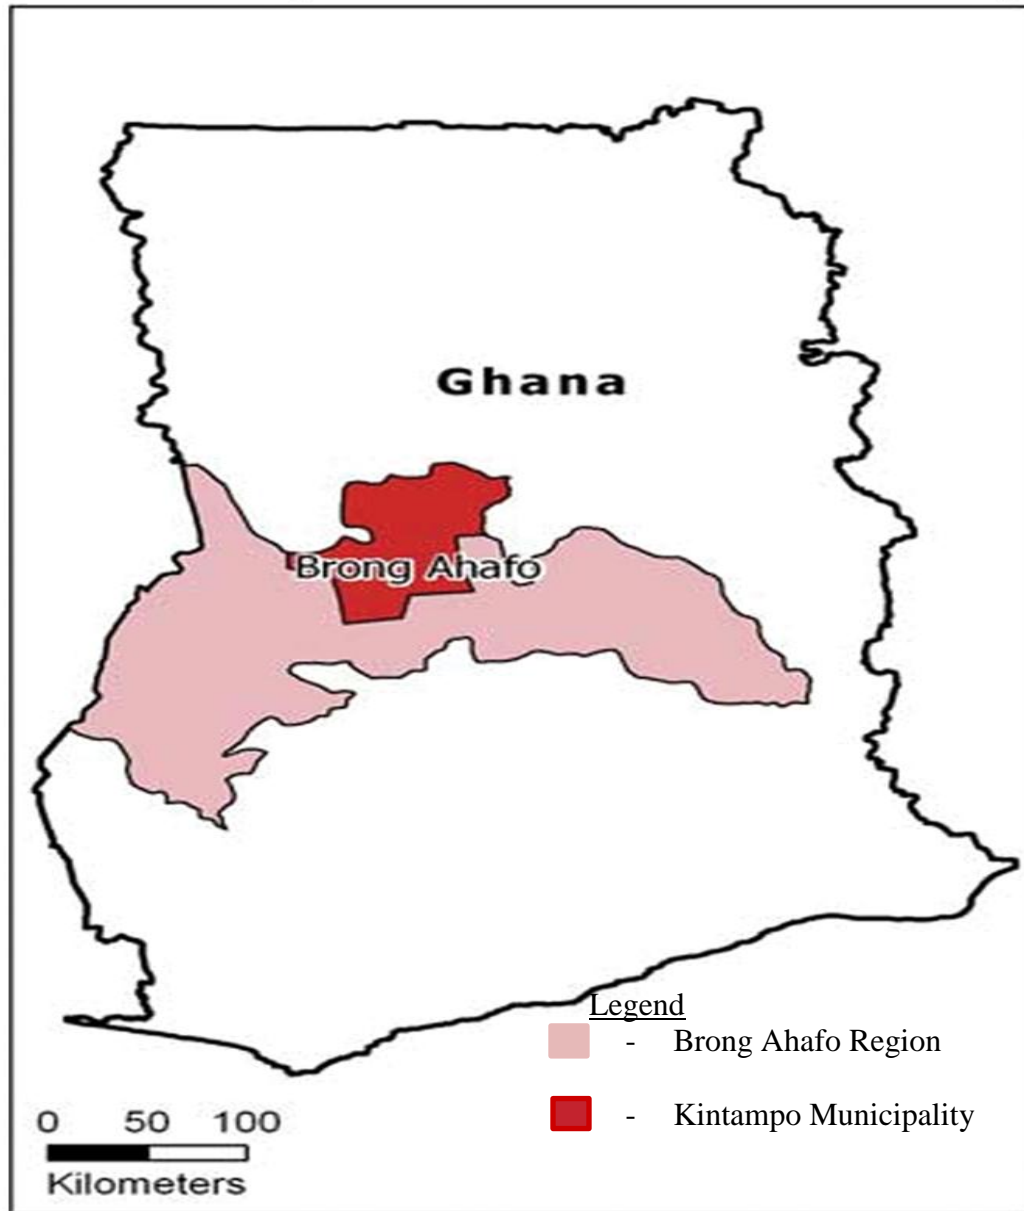 Ghana
Brong Ahafo
Legend
- Brong Ahafo Region
- Kintampo Municipality
0 50 100
Kilometers